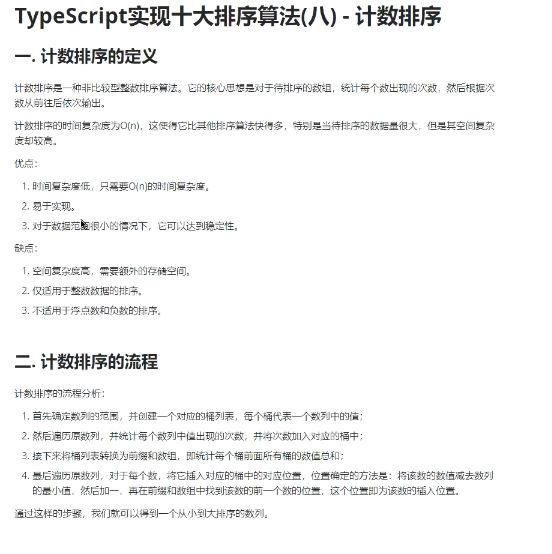 TypeScript实现十大排序算法(八) - 计数排序
一. 计数排序的定义
计数排序是一种非比较型整数排序算法。它的核心思想是对于待排序的数组，统计每个数出现的次数，然后根据次
数从前往后依次输出。
计数排序的时间复杂度为O(n)，这使得它比其他排序算法快得多，特别是当待排序的数据量很大，但是其空间复杂
度却较高。
优点：
1. 时间复杂度低，只需要O(n)的时间复杂度。
2. 易于实现。
3. 对于数据范围很小的情况下，它可以达到稳定性。
缺点：
1. 空间复杂度高，需要额外的存储空间。
2. 仅适用于整数数据的排序。
3. 不适用于浮点数和负数的排序。
二. 计数排序的流程
计数排序的流程分析：
1. 首先确定数列的范围，并创建一个对应的桶列表，每个桶代表一个数列中的值；
2. 然后遍历原数列，并统计每个数列中值出现的次数，并将次数加入对应的桶中；
3. 接下来将桶列表转换为前缀和数组，即统计每个桶前面所有桶的数值总和；
4. 最后遍历原数列，对于每个数，将它插入对应的桶中的对应位置，位置确定的方法是：将该数的数值减去数列
的最小值，然后加一，再在前缀和数组中找到该数的前一个数的位置，这个位置即为该数的插入位置。
通过这样的步骤，我们就可以得到一个从小到大排序的数列。